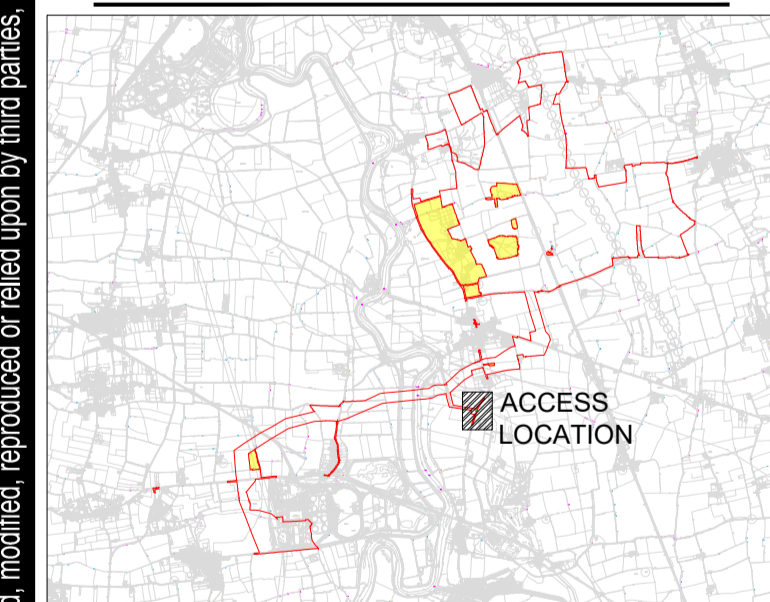 d, modified, reproduced or relied upon by third parties,
ACCESS
LOCATION